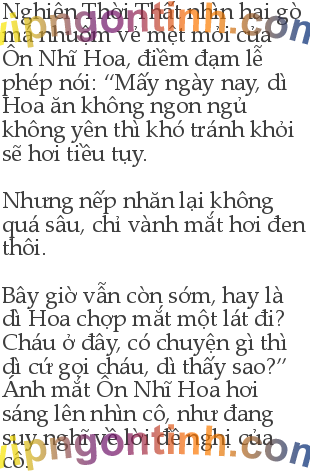 Nghiên Thời Thất nhìn hai gò
má nhuộm vẻ mệt mỏi của
Ôn Nhĩ Hoa, điềm đạm lễ
phép nói: “Mấy ngày nay, dì
Hoa ăn không ngon ngủ
không yên thì khó tránh khỏi
sẽ hơi tiều tụy.
Nhưng nếp nhăn lại không
quá sâu, chỉ vành mắt hơi đen
thôi.
Bây giờ vẫn còn sớm, hay là
dì Hoa chợp mắt một lát đi?
Cháu ở đây, có chuyện gì thì
dì cứ gọi cháu, dì thấy sao?”
Ánh mắt Ôn Nhĩ Hoa hơi
sáng lên nhìn cô, như đang
suy nghĩ về lời đề nghị của
cô.
vipngontinh.com
vipngontinh.com